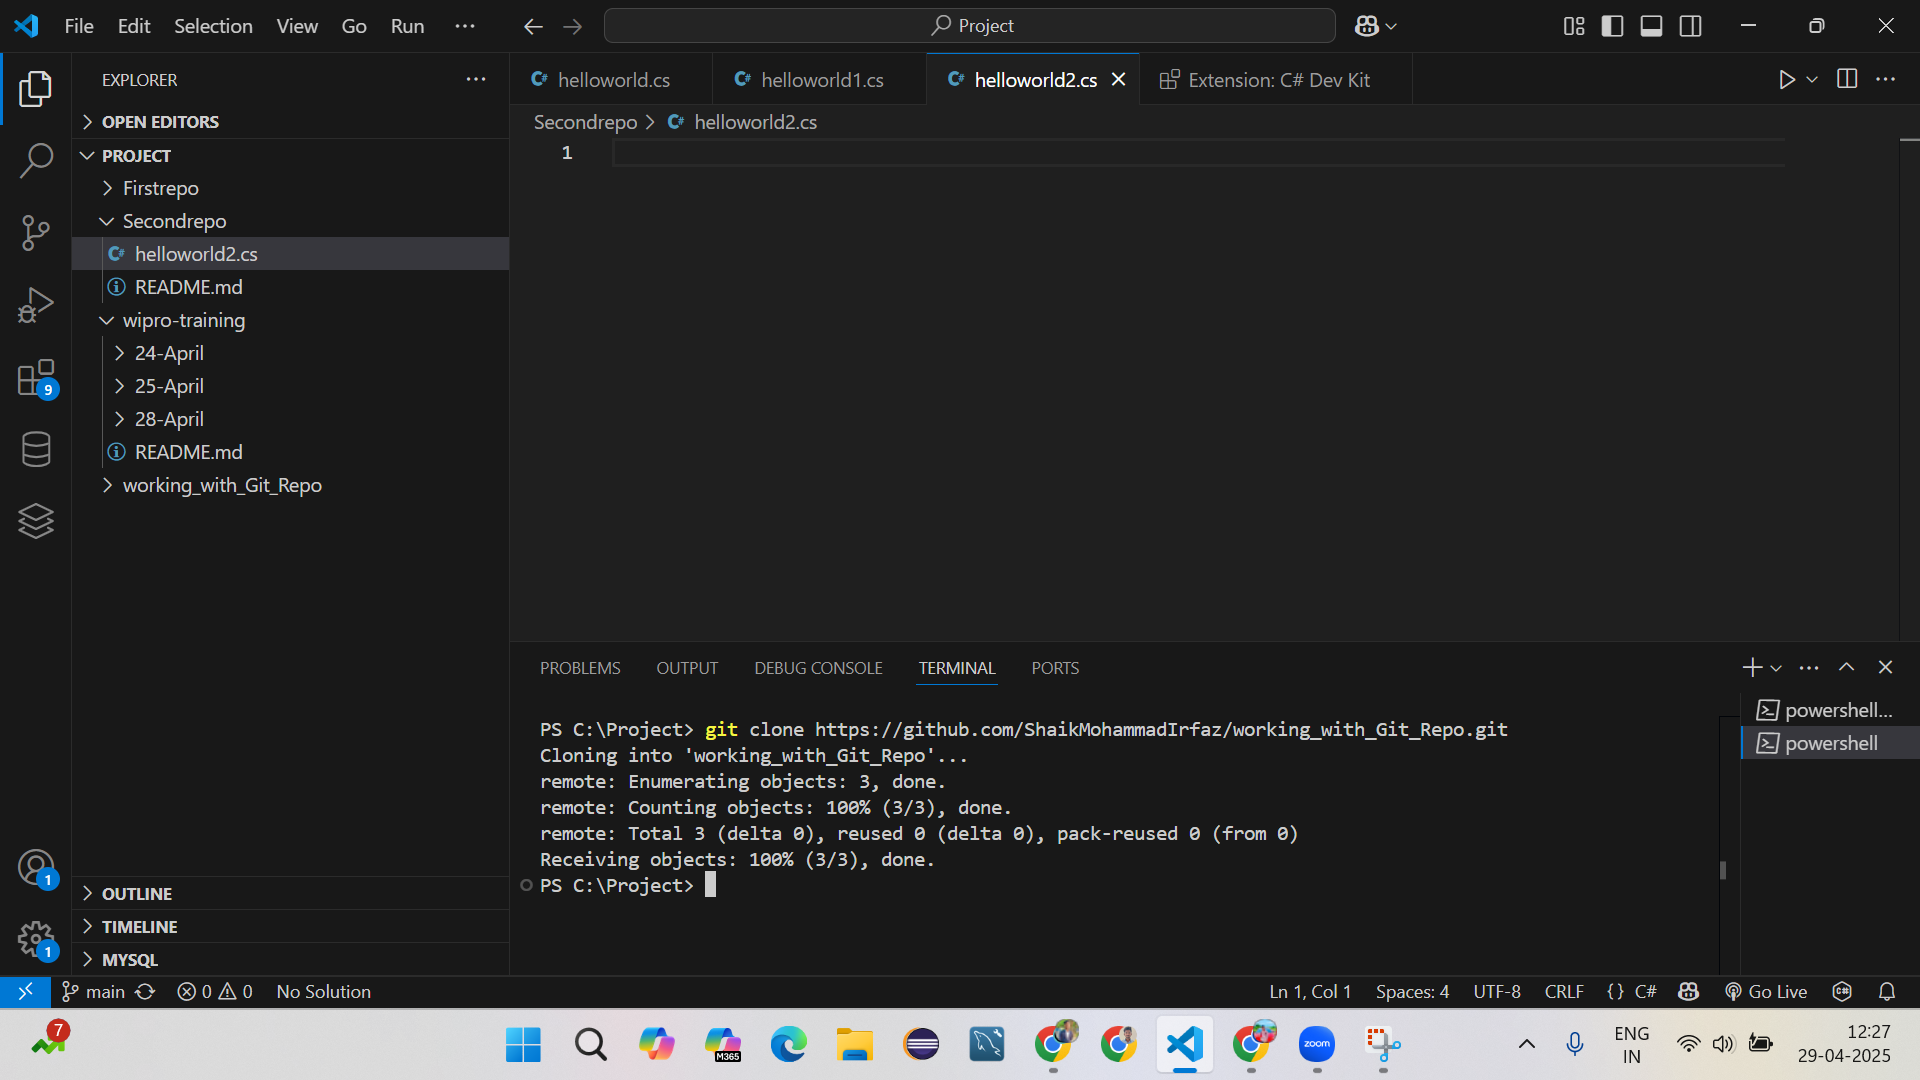 File Edit Selection View Go Run
Project
EXPLORER
OPEN EDITORS
PROJECT
Firstrepo
Secondrepo
helloworld2.cs
README.md
wipro-training
24-April
25-April
28-April
README.md
working_with_Git_Repo
OUTLINE
TIMELINE
MYSQL
9
1
1
helloworld.cs
helloworld1.cs
helloworld2.cs
Extension: C# Dev Kit
Secondrepo > helloworld2.cs
1
PROBLEMS OUTPUT DEBUG CONSOLE TERMINAL PORTS
PS C:\Project> git clone https://github.com/ShaikMohammadIrfaz/working_with_Git_Repo.git
Cloning into 'working_with_Git_Repo'...
remote: Enumerating objects: 3, done.
remote: Counting objects: 100% (3/3), done.
remote: Total 3 (delta 0), reused 0 (delta 0), pack-reused 0 (from 0)
Receiving objects: 100% (3/3), done.
PS C:\Project>
powershell...
powershell
main 0 0 No Solution
Ln 1, Col 1 Spaces: 4 UTF-8 CRLF {} C# Go Live
7
M365
zoom
ENG
IN
12:27
29-04-2025